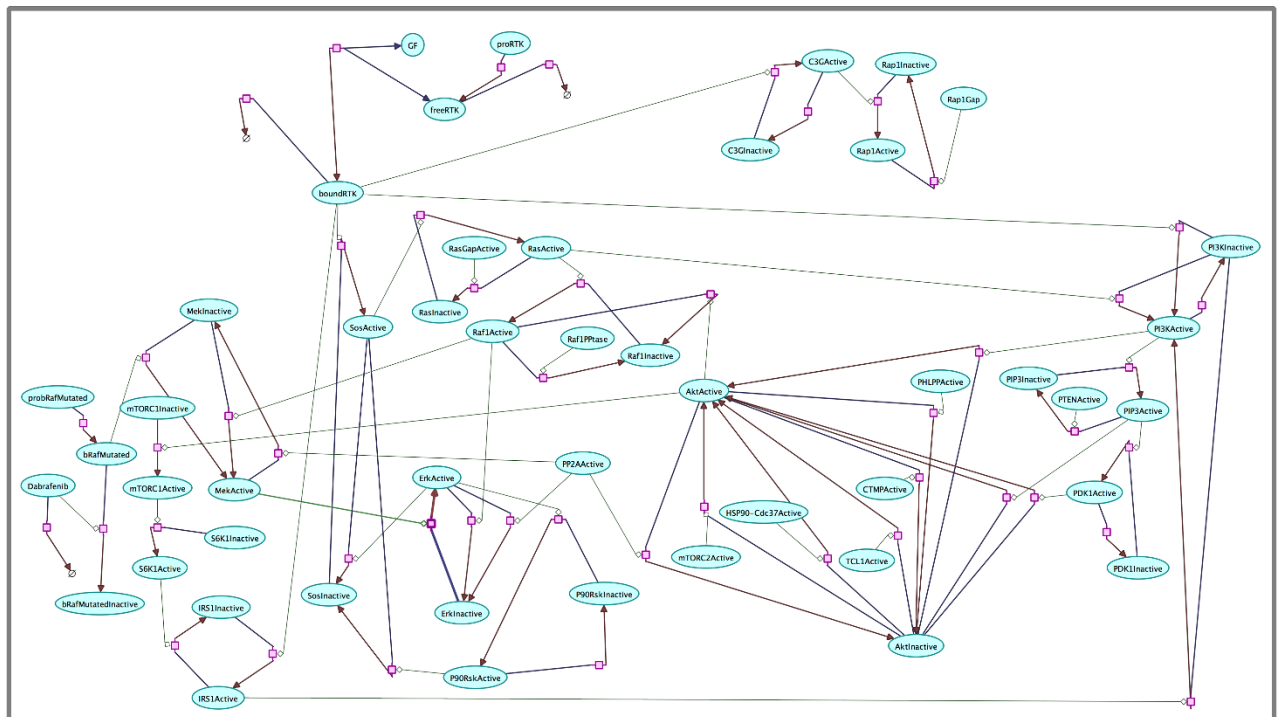 GF
proRTK
C3GActive
Rap1Inactive
Rap1Gap
freeRTK
C3GInactive
Rap1Active
boundRTK
RasGapActive
RasActive
PI3KInactive
MekInactive
RasInactive
SosActive
Raf1Active
Raf1PPtase
Raf1Inactive
PI3KActive
probRafMutated
mTORC1Inactive
AktActive
PHLPPActive
PIP3Inactive
PTENActive
PIP3Active
bRafMutated
Dabrafenib
mTORC1Active
MekActive
ErkActive
PP2AActive
CTMPActive
PDK1Active
HSP90-Cdc37Active
S6K1Inactive
mTORC2Active
TCL1Active
S6K1Active
PDK1Inactive
bRafMutatedInactive
IRS1Inactive
SosInactive
ErkInactive
P90RskInactive
AktInactive
P90RskActive
IRS1Active